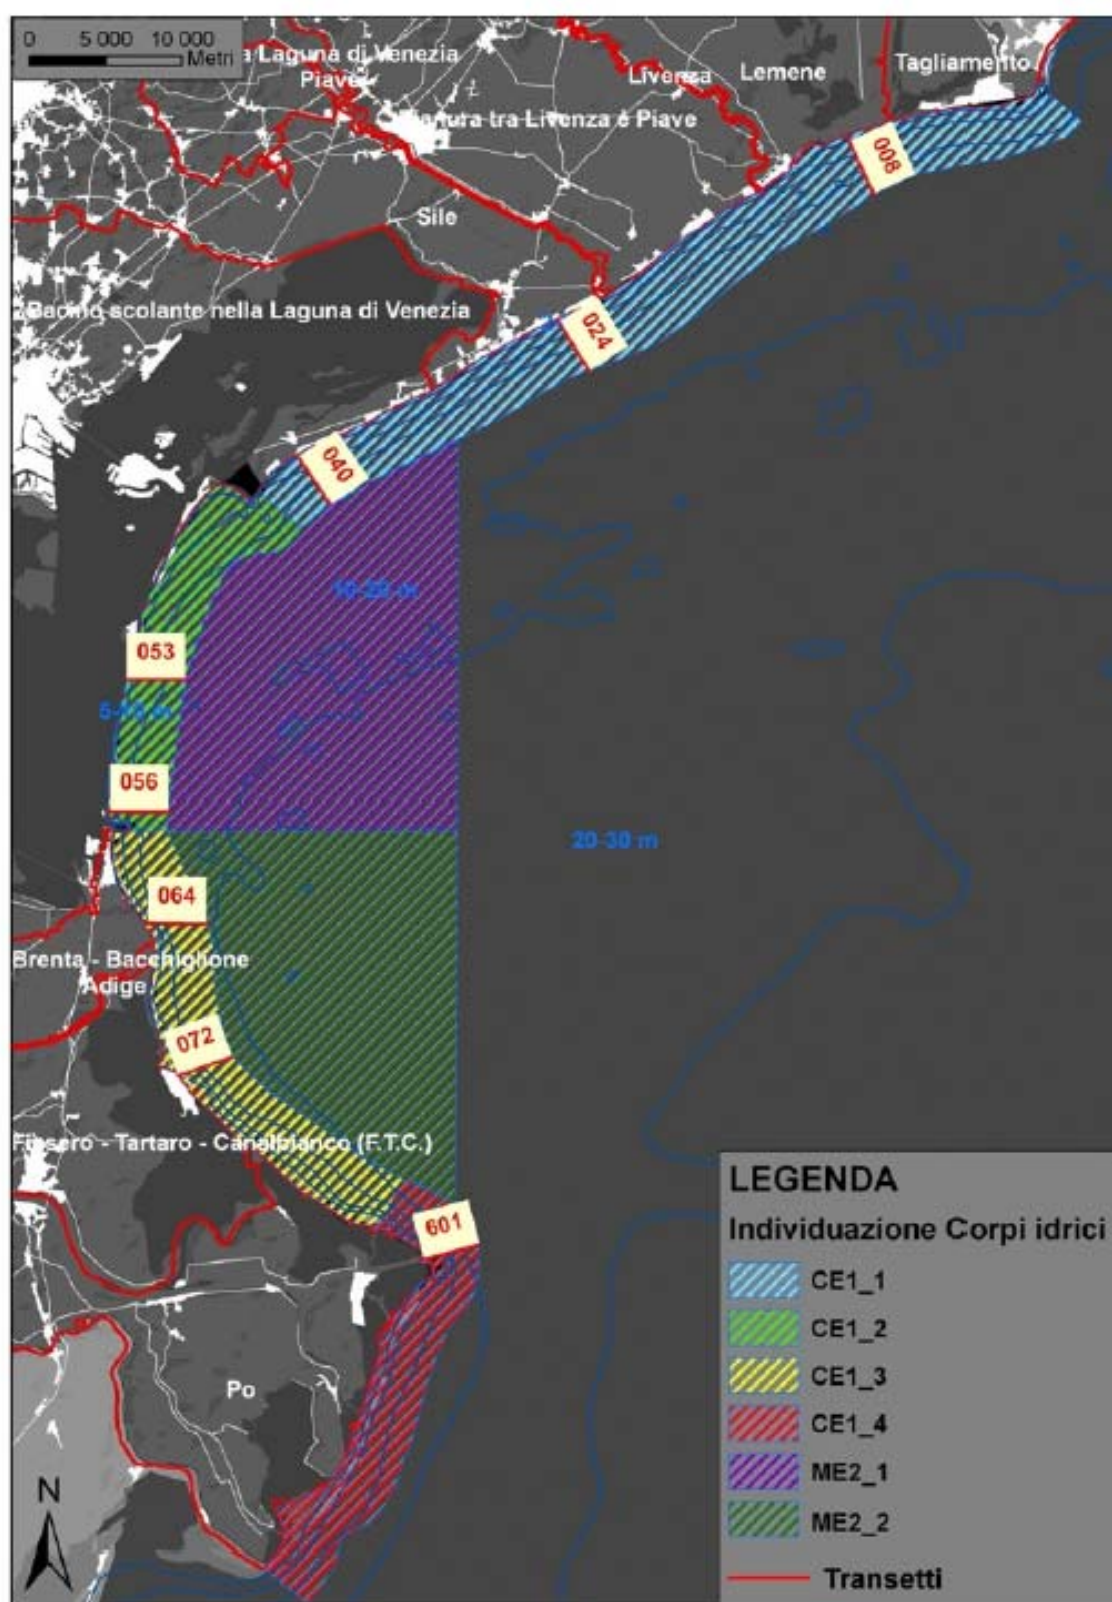 0 5 000 10 000
Metri
a Laguna di Venezia
Piave
Livenza
Lemene
Tagliamento
Pianura tra Livenza e Piave
008
Sile
Bacino scolante nella Laguna di Venezia
024
040
10-20 m
053
056
20-30 m
064
Brenta - Bacchiglione
Adige
072
Fissero - Tartaro - Canalbianco (F.T.C.)
601
Po
N
LEGENDA
Individuazione Corpi idrici
CE1_1
CE1_2
CE1_3
CE1_4
ME2_1
ME2_2
Transetti